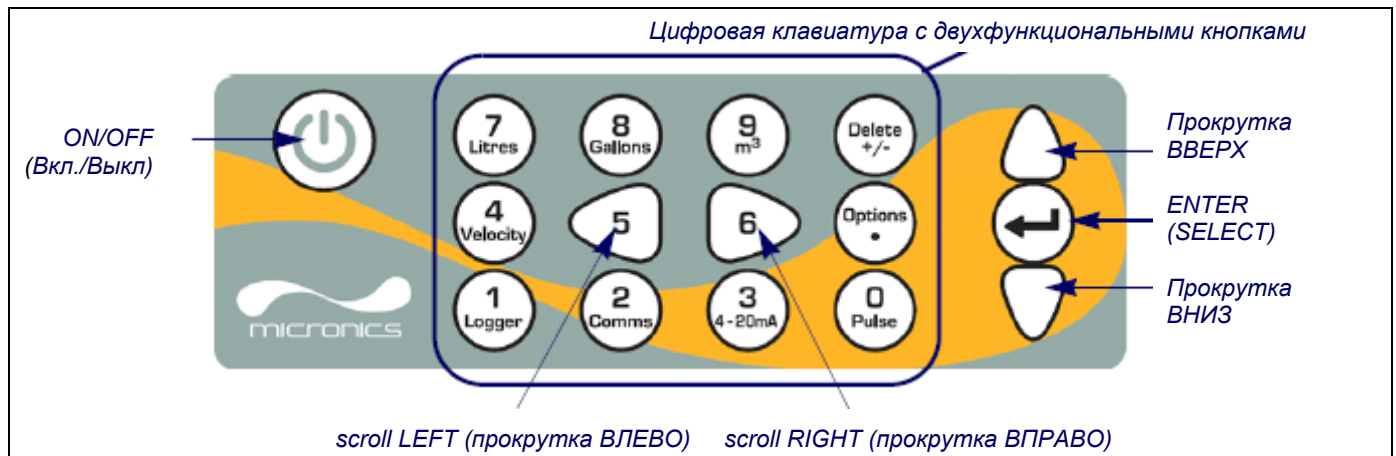 Цифровая клавиатура с двухфункциональными кнопками
ON/OFF
(Вкл./Выкл)
7
Litres
8
Gallons
9
m³
Delete
+/-
Прокрутка
ВВЕРХ
4
Velocity
5
6
Options
•
ENTER
(SELECT)
micronics
1
Logger
2
Comms
3
4-20mA
0
Pulse
Прокрутка
ВНИЗ
scroll LEFT (прокрутка ВЛЕВО)
scroll RIGHT (прокрутка ВПРАВО)